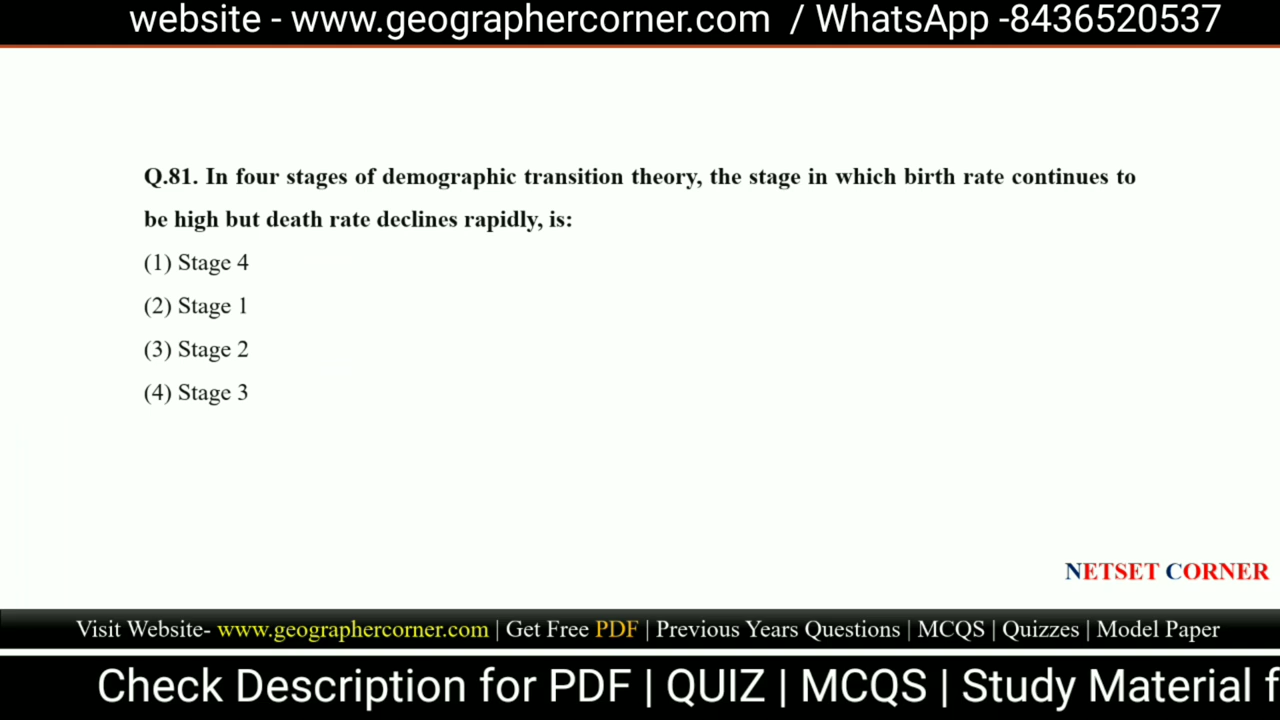 website - www.geographercorner.com / WhatsApp -8436520537
Q.81. In four stages of demographic transition theory, the stage in which birth rate continues to
be high but death rate declines rapidly, is:
(1) Stage 4
(2) Stage 1
(3) Stage 2
(4) Stage 3
NETSET CORNER
Visit Website- www.geographercorner.com | Get Free PDF | Previous Years Questions | MCQS | Quizzes | Model Paper
Check Description for PDF | QUIZ | MCQS | Study Material f